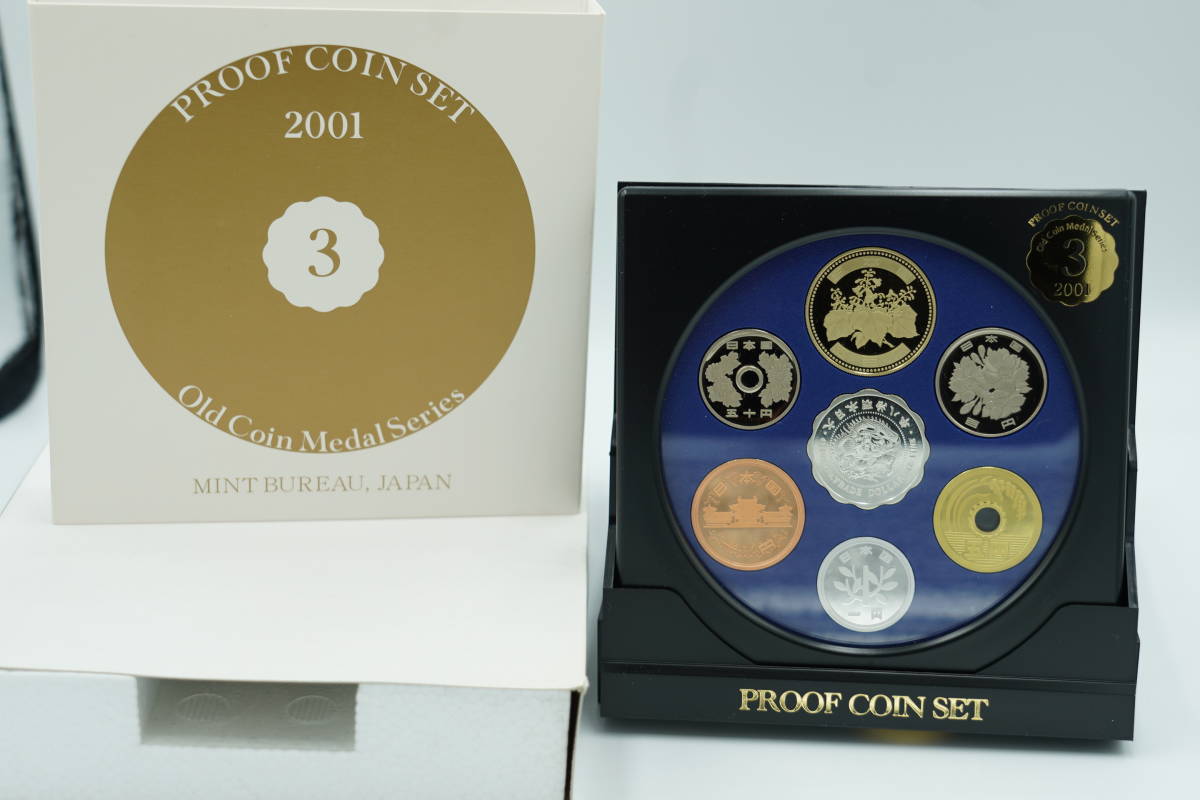 PROOF COIN SET
2001
3
Old Coin Medal Series
MINT BUREAU, JAPAN
PROOF COIN SET
Old Coin Medal Series
3
2001
日本国
五十円
日本国
百円
TRADE DOLLAR
日本国
日本国
一円
PROOF COIN SET